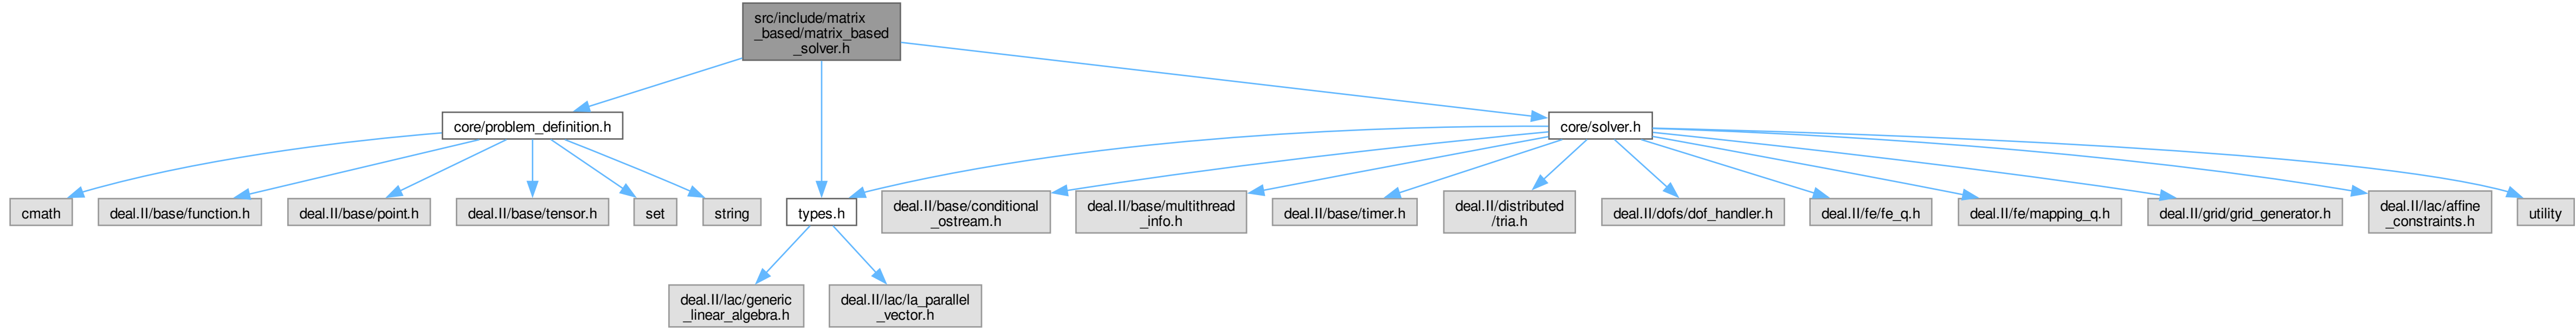 src/include/matrix
_based/matrix_based
_solver.h
core/problem_definition.h
core/solver.h
cmath
deal.II/base/function.h
deal.II/base/point.h
deal.II/base/tensor.h
set
string
types.h
deal.II/base/conditional
_ostream.h
deal.II/base/multithread
_info.h
deal.II/base/timer.h
deal.II/distributed
/tria.h
deal.II/dofs/dof_handler.h
deal.II/fe/fe_q.h
deal.II/fe/mapping_q.h
deal.II/grid/grid_generator.h
deal.II/lac/affine
_constraints.h
utility
deal.II/lac/generic
_linear_algebra.h
deal.II/lac/la_parallel
_vector.h